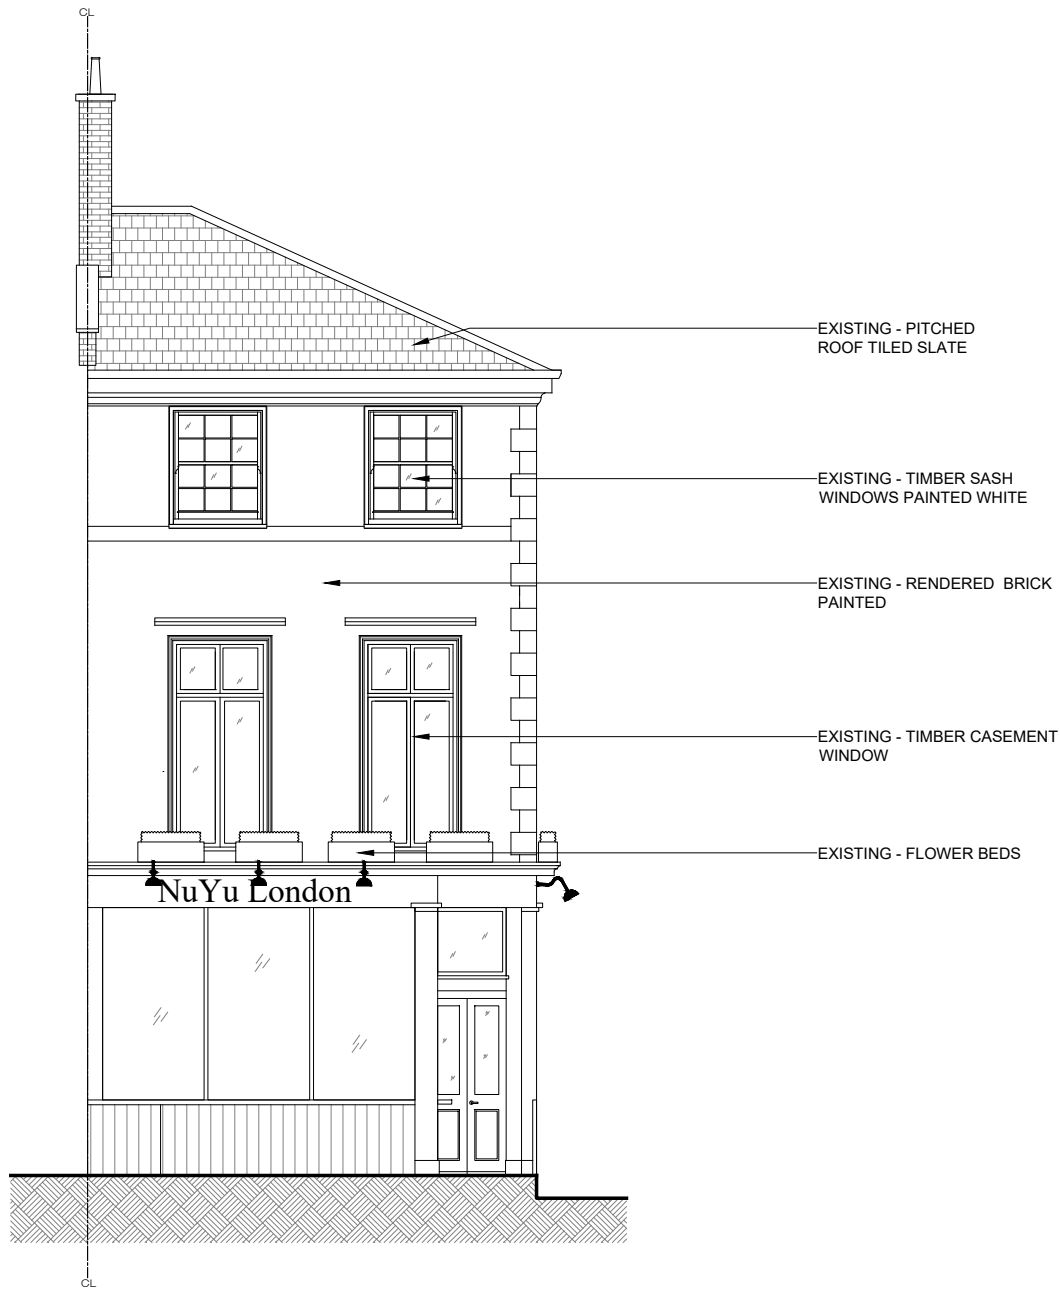 CL
EXISTING - PITCHED
ROOF TILED SLATE
EXISTING - TIMBER SASH
WINDOWS PAINTED WHITE
EXISTING - RENDERED BRICK
PAINTED
EXISTING - TIMBER CASEMENT
WINDOW
EXISTING - FLOWER BEDS
NuYu London
CL